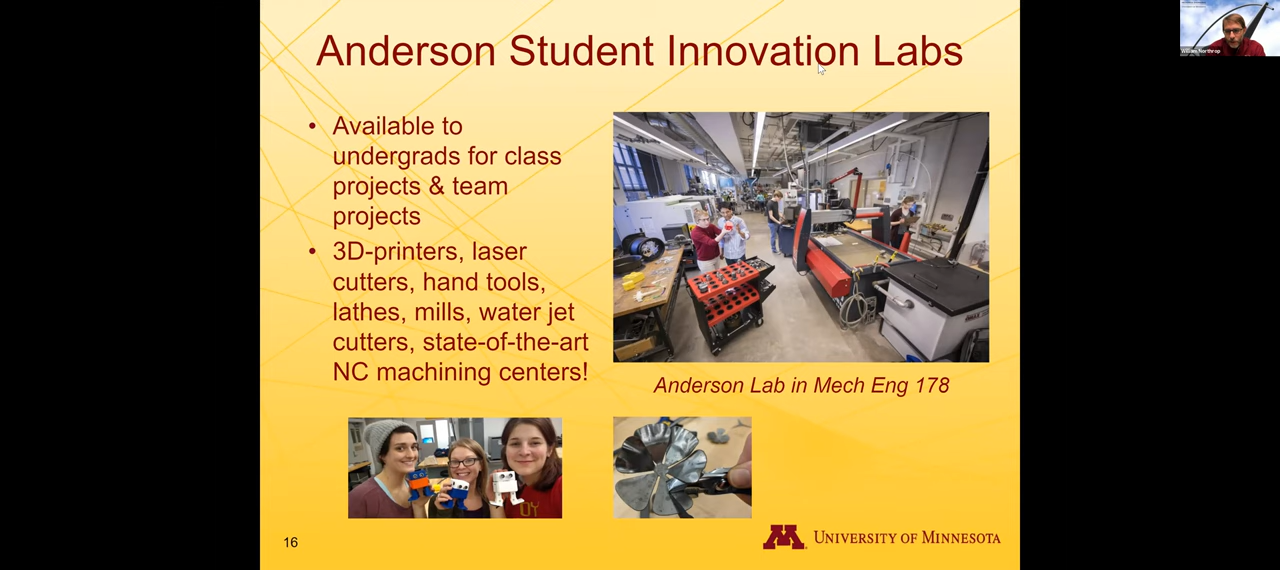 Anderson Student Innovation Labs
• Available to
undergrads for class
projects & team
projects
• 3D-printers, laser
cutters, hand tools,
lathes, mills, water jet
cutters, state-of-the-art
NC machining centers!
Anderson Lab in Mech Eng 178
16
M University of Minnesota
William Northrop